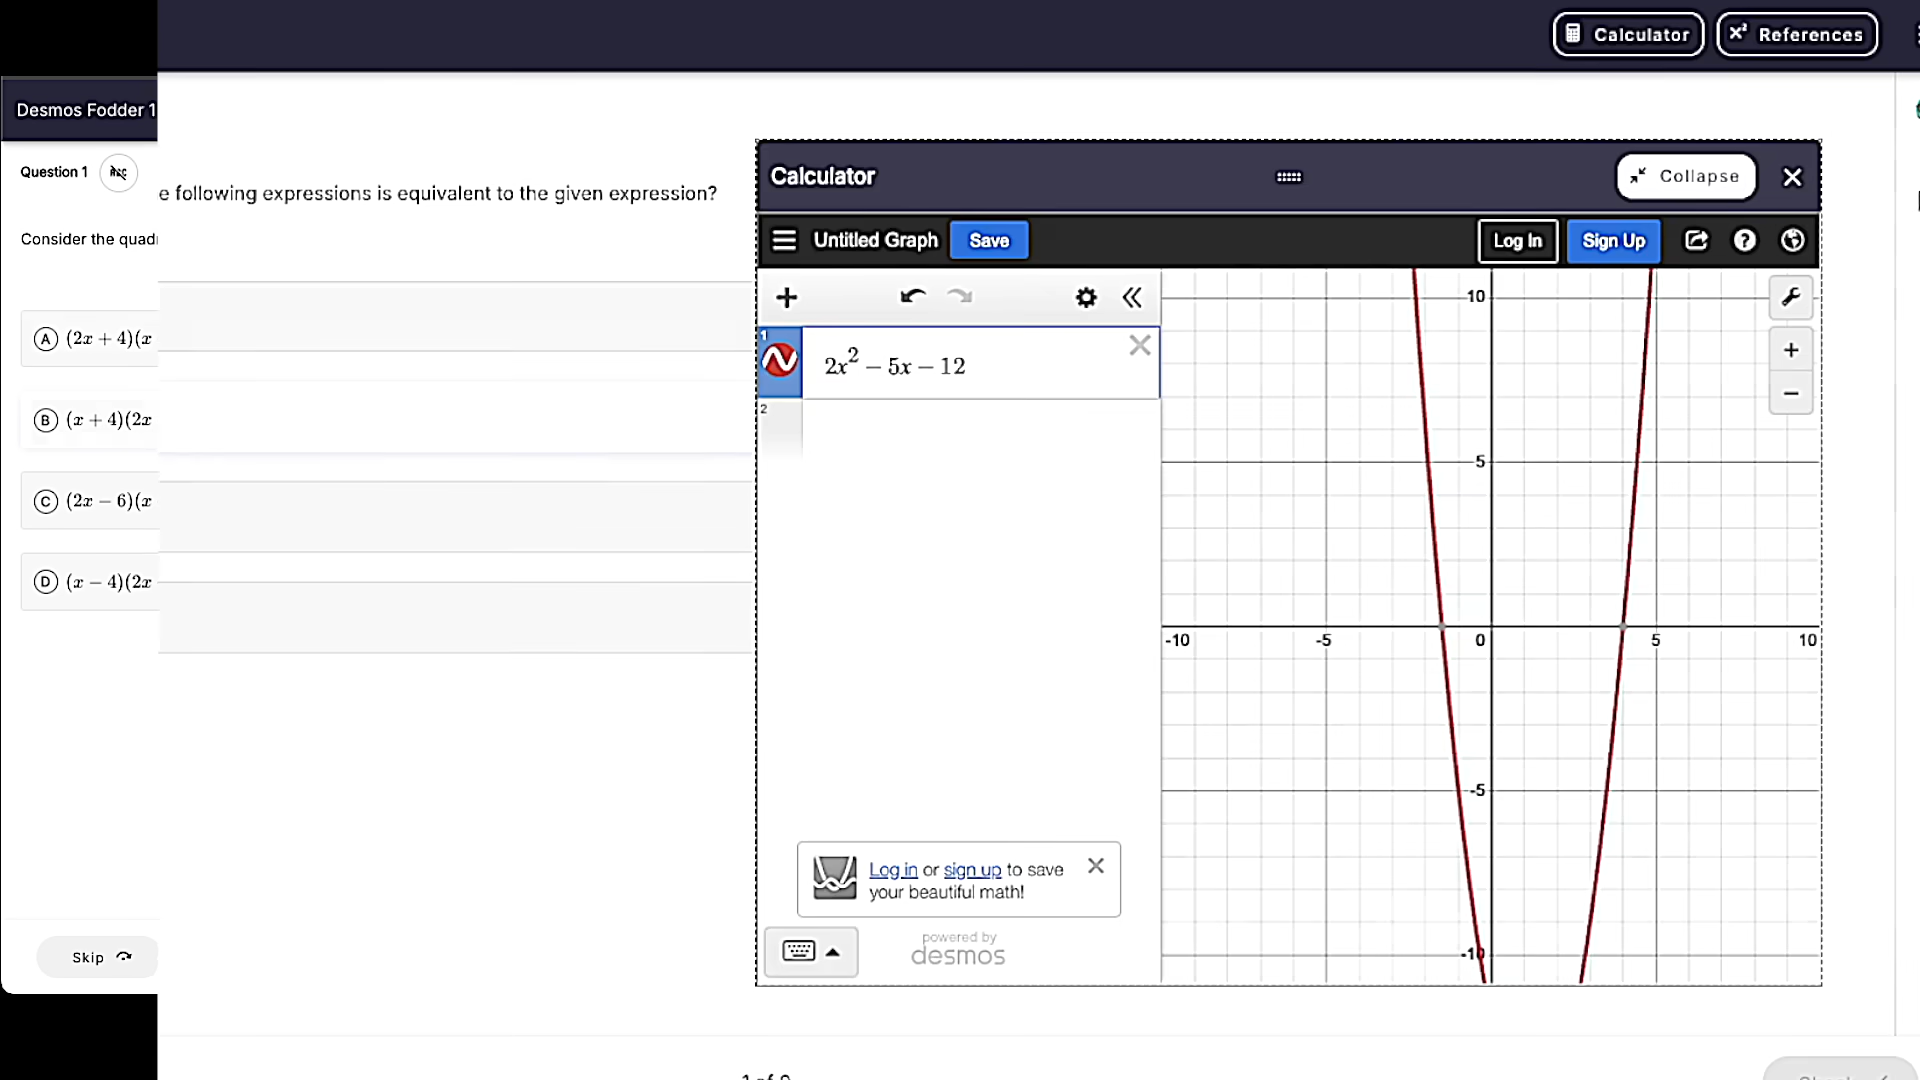 Calculator
x² References
Desmos Fodder 1
Question 1
ABC
e following expressions is equivalent to the given expression?
Consider the quad
A (2x + 4)(x
B (x + 4)(2x
C (2x − 6)(x
D (x − 4)(2x
Skip
Calculator
Collapse
Untitled Graph
Save
Log In
Sign Up
1
2x² − 5x − 12
2
Log in or sign up to save
your beautiful math!
powered by
desmos
10
5
-10
-5
0
5
10
-5
-10